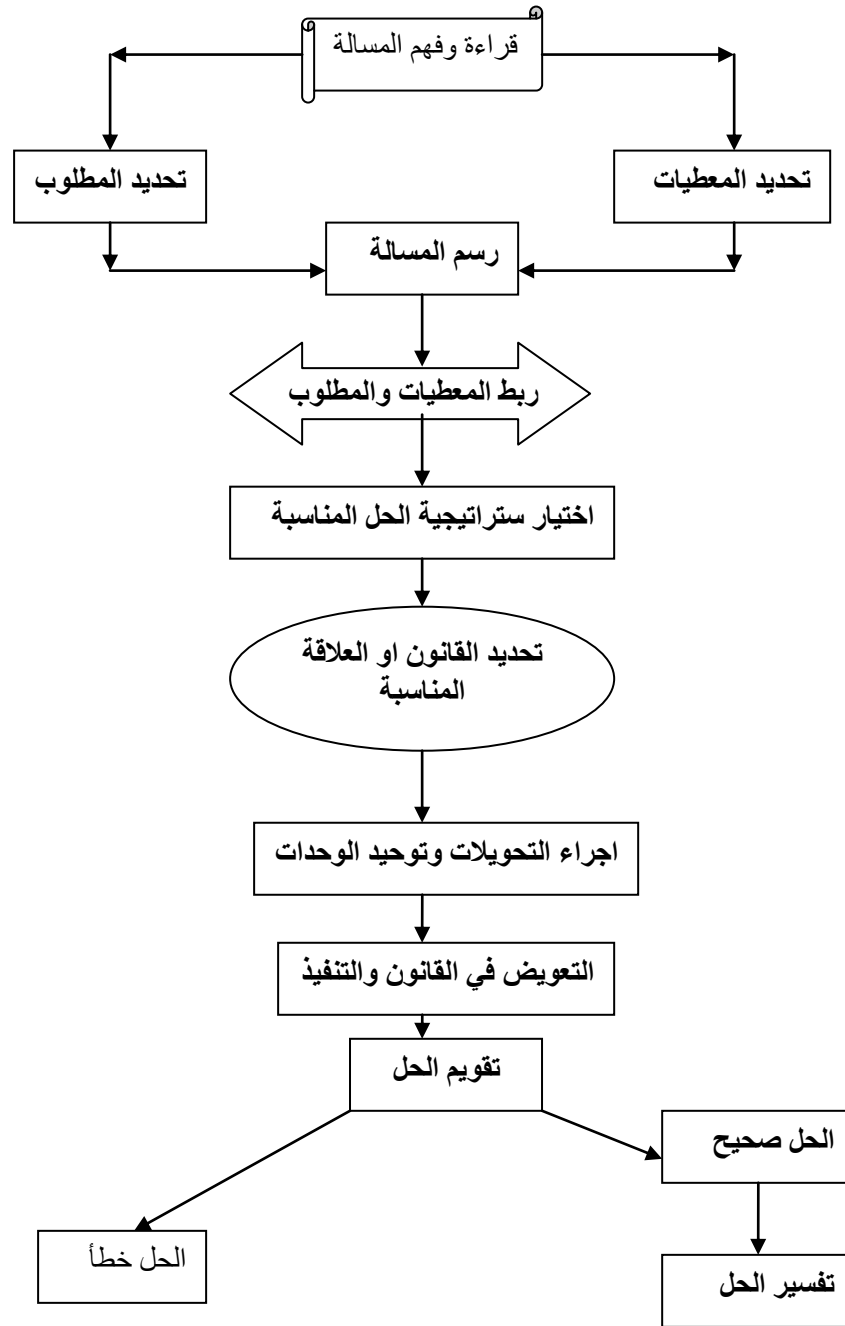 قراءة وفهم المسالة
تحديد المعطيات
تحديد المطلوب
رسم المسالة
ربط المعطيات والمطلوب
اختيار ستراتيجية الحل المناسبة
تحديد القانون او العلاقة
المناسبة
اجراء التحويلات وتوحيد الوحدات
التعويض في القانون والتنفيذ
تقويم الحل
الحل صحيح
الحل خطأ
تفسير الحل